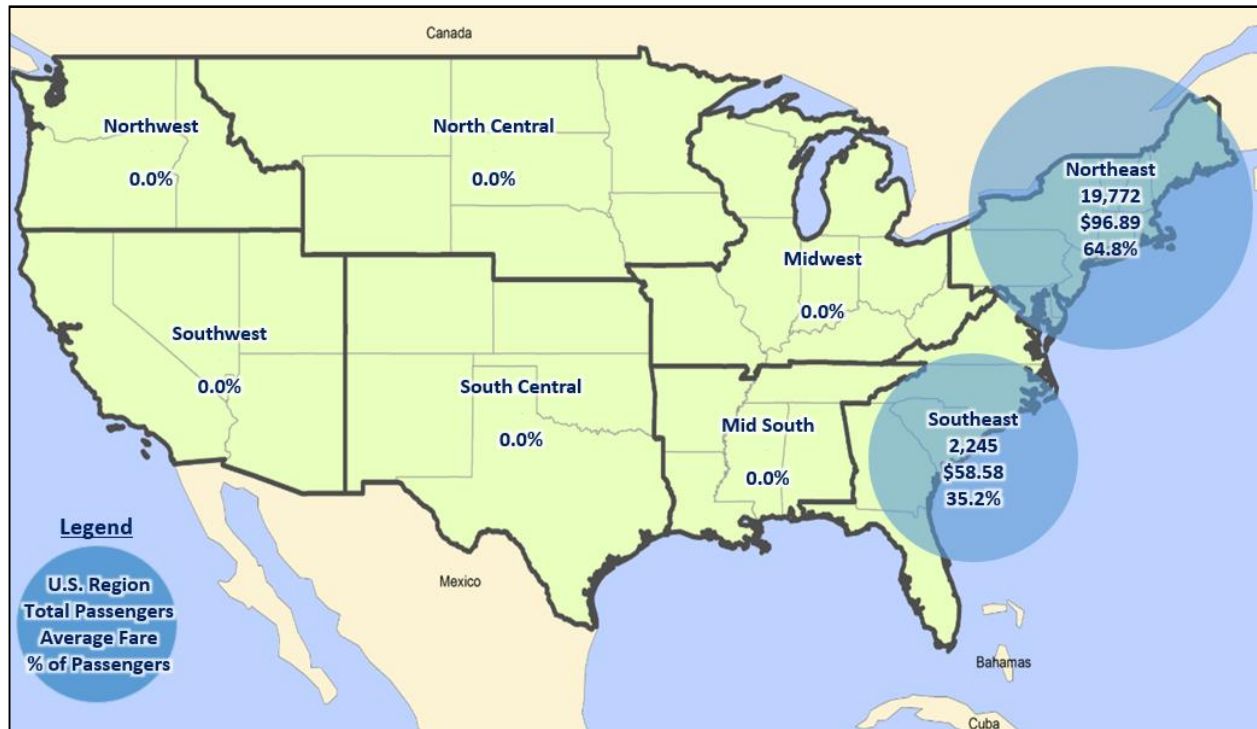 Canada
Northwest
0.0%
North Central
0.0%
Northeast
19,772
$96.89
64.8%
Midwest
0.0%
Southwest
0.0%
South Central
0.0%
Mid South
0.0%
Southeast
2,245
$58.58
35.2%
Legend
U.S. Region
Total Passengers
Average Fare
% of Passengers
Mexico
Bahamas
Cuba